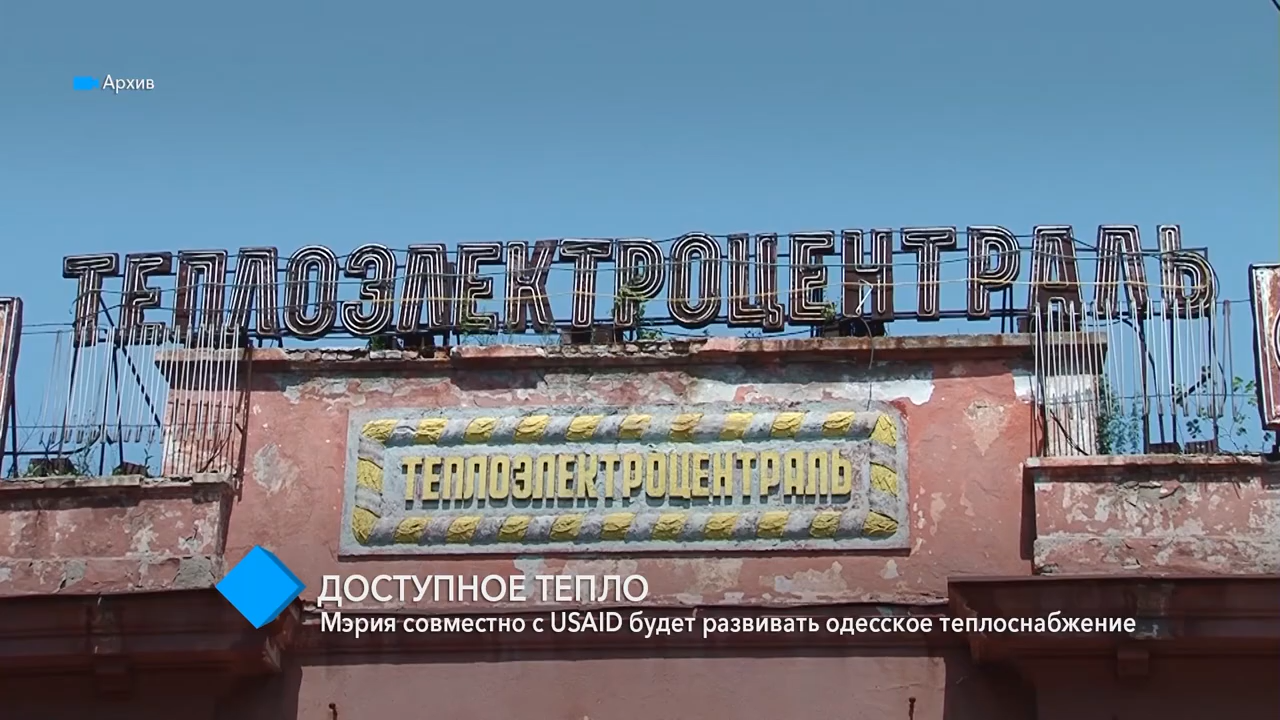 Архив
ТЕПЛОЭЛЕКТРОЦЕНТРАЛЬ
ТЕПЛОЭЛЕКТРОЦЕНТРАЛЬ
ДОСТУПНОЕ ТЕПЛО
Мэрия совместно с USAID будет развивать одесское теплоснабжение